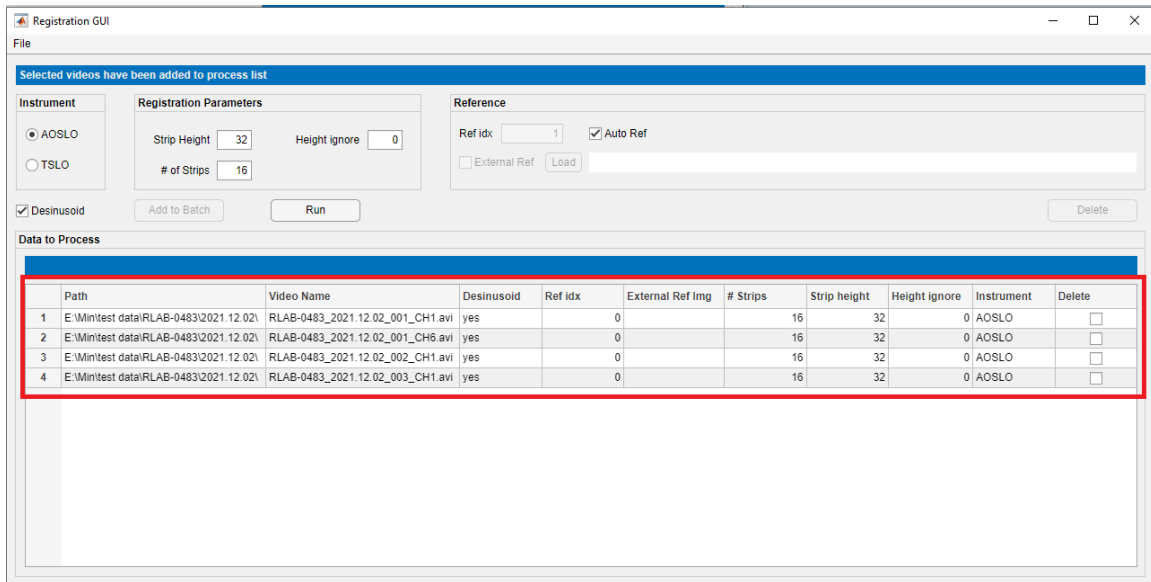 Registration GUI
File
Selected videos have been added to process list
Instrument Registration Parameters Reference
AOSLO Strip Height 32 Height ignore 0 Ref idx 1 Auto Ref
TSLO # of Strips 16 External Ref Load
Desinusoid Add to Batch Run Delete
Data to Process
Path Video Name Desinusoid Ref idx External Ref Img # Strips Strip height Height ignore Instrument Delete
1 E:\Min\test data\RLAB-0483\2021.12.02\ RLAB-0483_2021.12.02_001_CH1.avi yes 0 16 32 0 AOSLO
2 E:\Min\test data\RLAB-0483\2021.12.02\ RLAB-0483_2021.12.02_001_CH6.avi yes 0 16 32 0 AOSLO
3 E:\Min\test data\RLAB-0483\2021.12.02\ RLAB-0483_2021.12.02_002_CH1.avi yes 0 16 32 0 AOSLO
4 E:\Min\test data\RLAB-0483\2021.12.02\ RLAB-0483_2021.12.02_003_CH1.avi yes 0 16 32 0 AOSLO